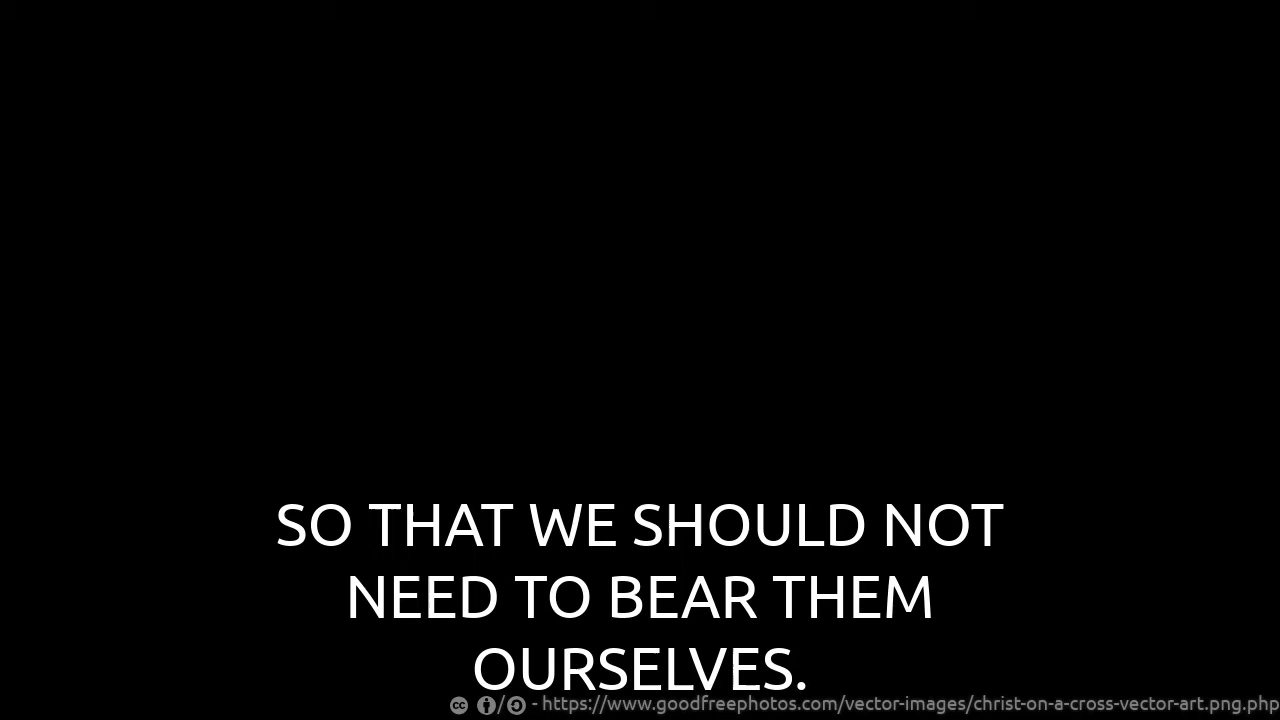 SO THAT WE SHOULD NOT
NEED TO BEAR THEM
OURSELVES.
/ - https://www.goodfreephotos.com/vector-images/christ-on-a-cross-vector-art.png.php